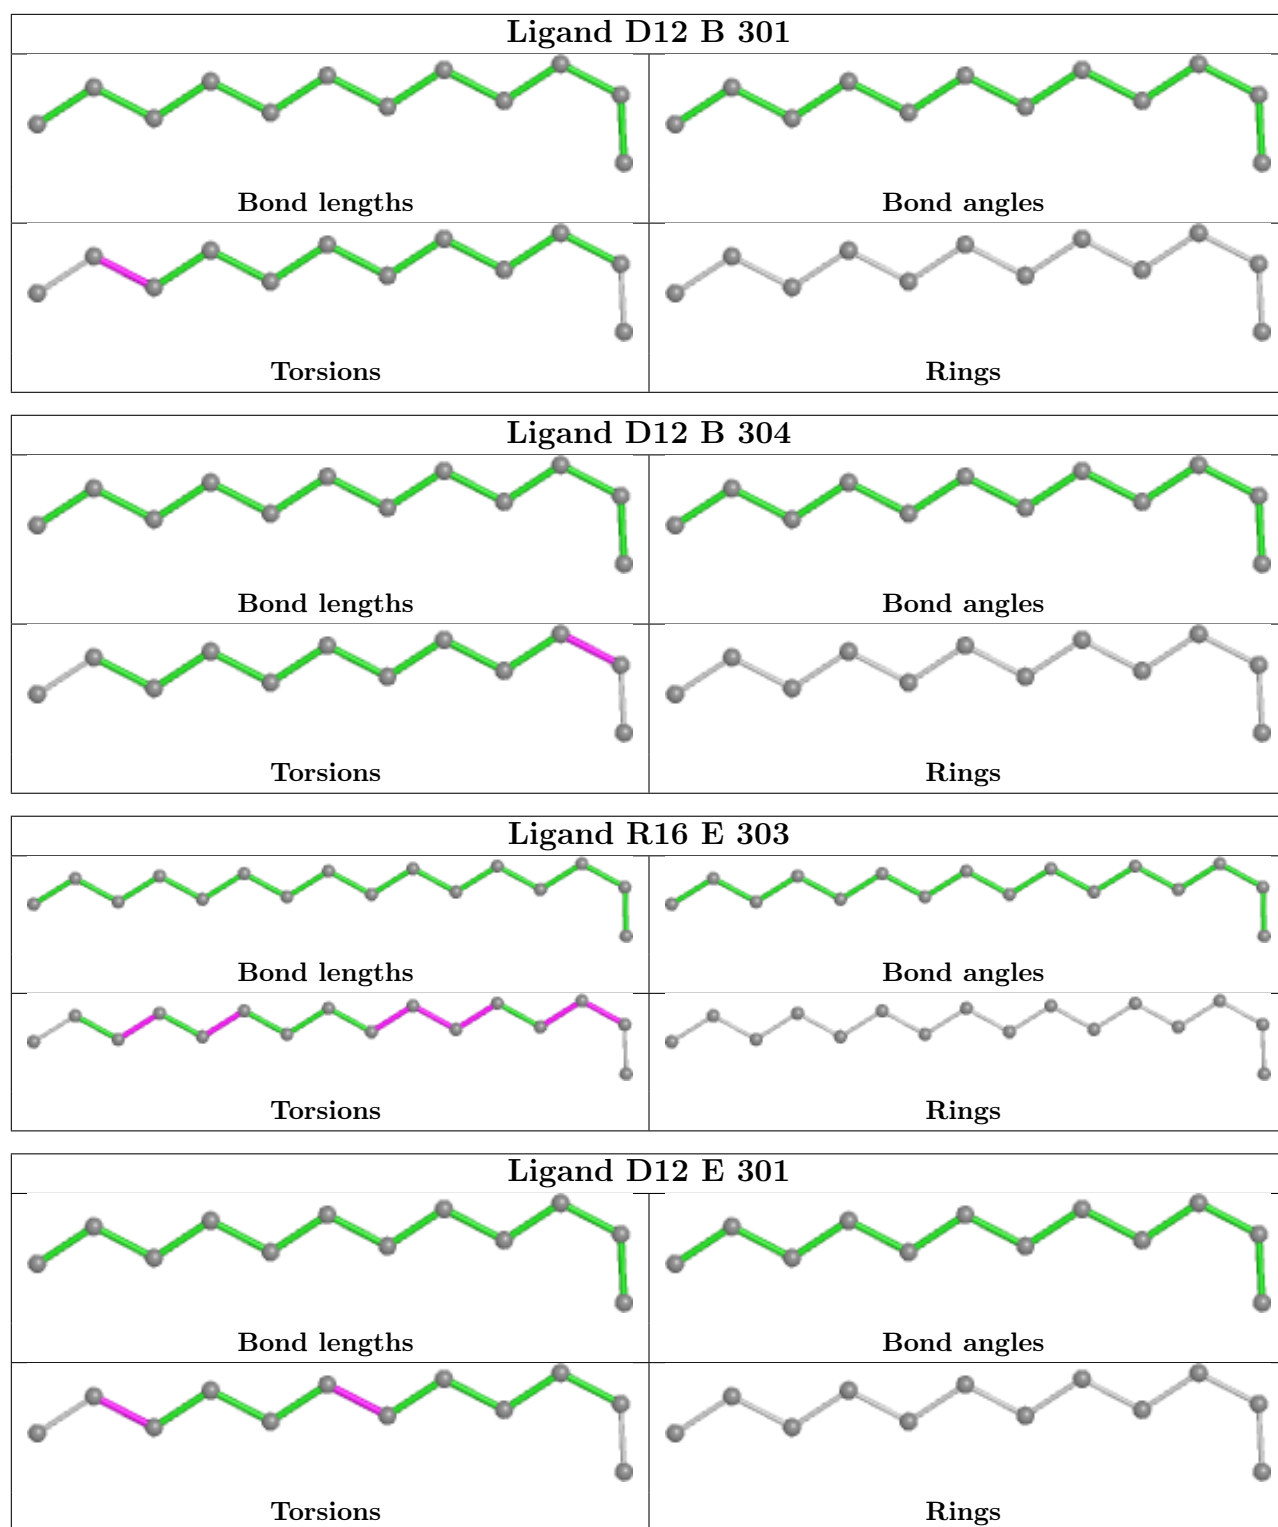 Ligand D12 B 301
Bond lengths
Bond angles
Torsions
Rings
Ligand D12 B 304
Bond lengths
Bond angles
Torsions
Rings
Ligand R16 E 303
Bond lengths
Bond angles
Torsions
Rings
Ligand D12 E 301
Bond lengths
Bond angles
Torsions
Rings